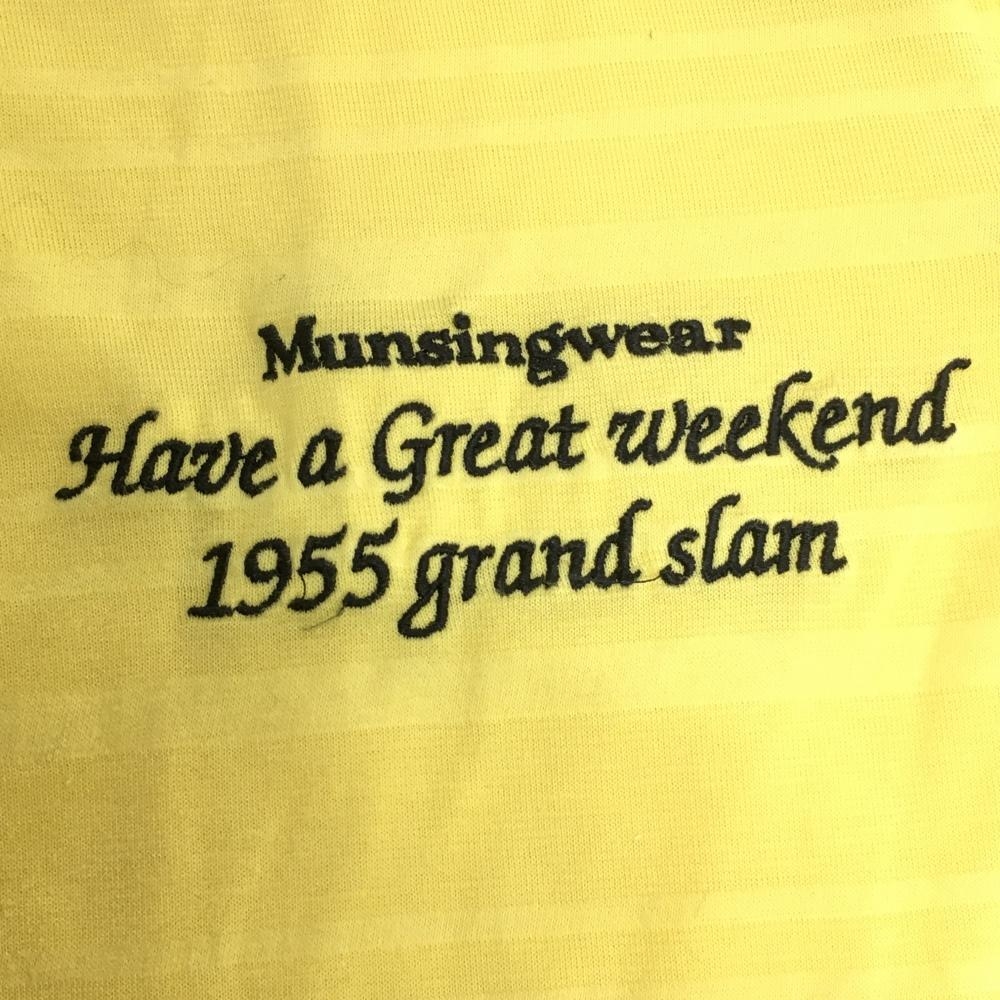 Munsingwear
Have a Great weekend
1955 grand slam